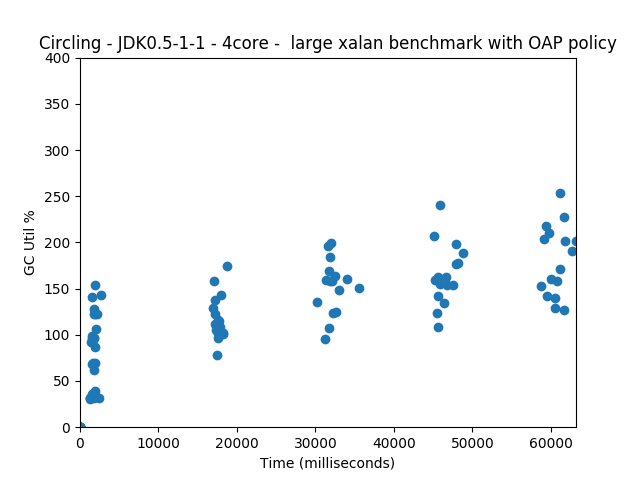 Circling - JDK0.5-1-1 - 4core -  large xalan benchmark with OAP policy
400
350
300
250
200
150
100
50
0
GC Util %
0 10000 20000 30000 40000 50000 60000
Time (milliseconds)